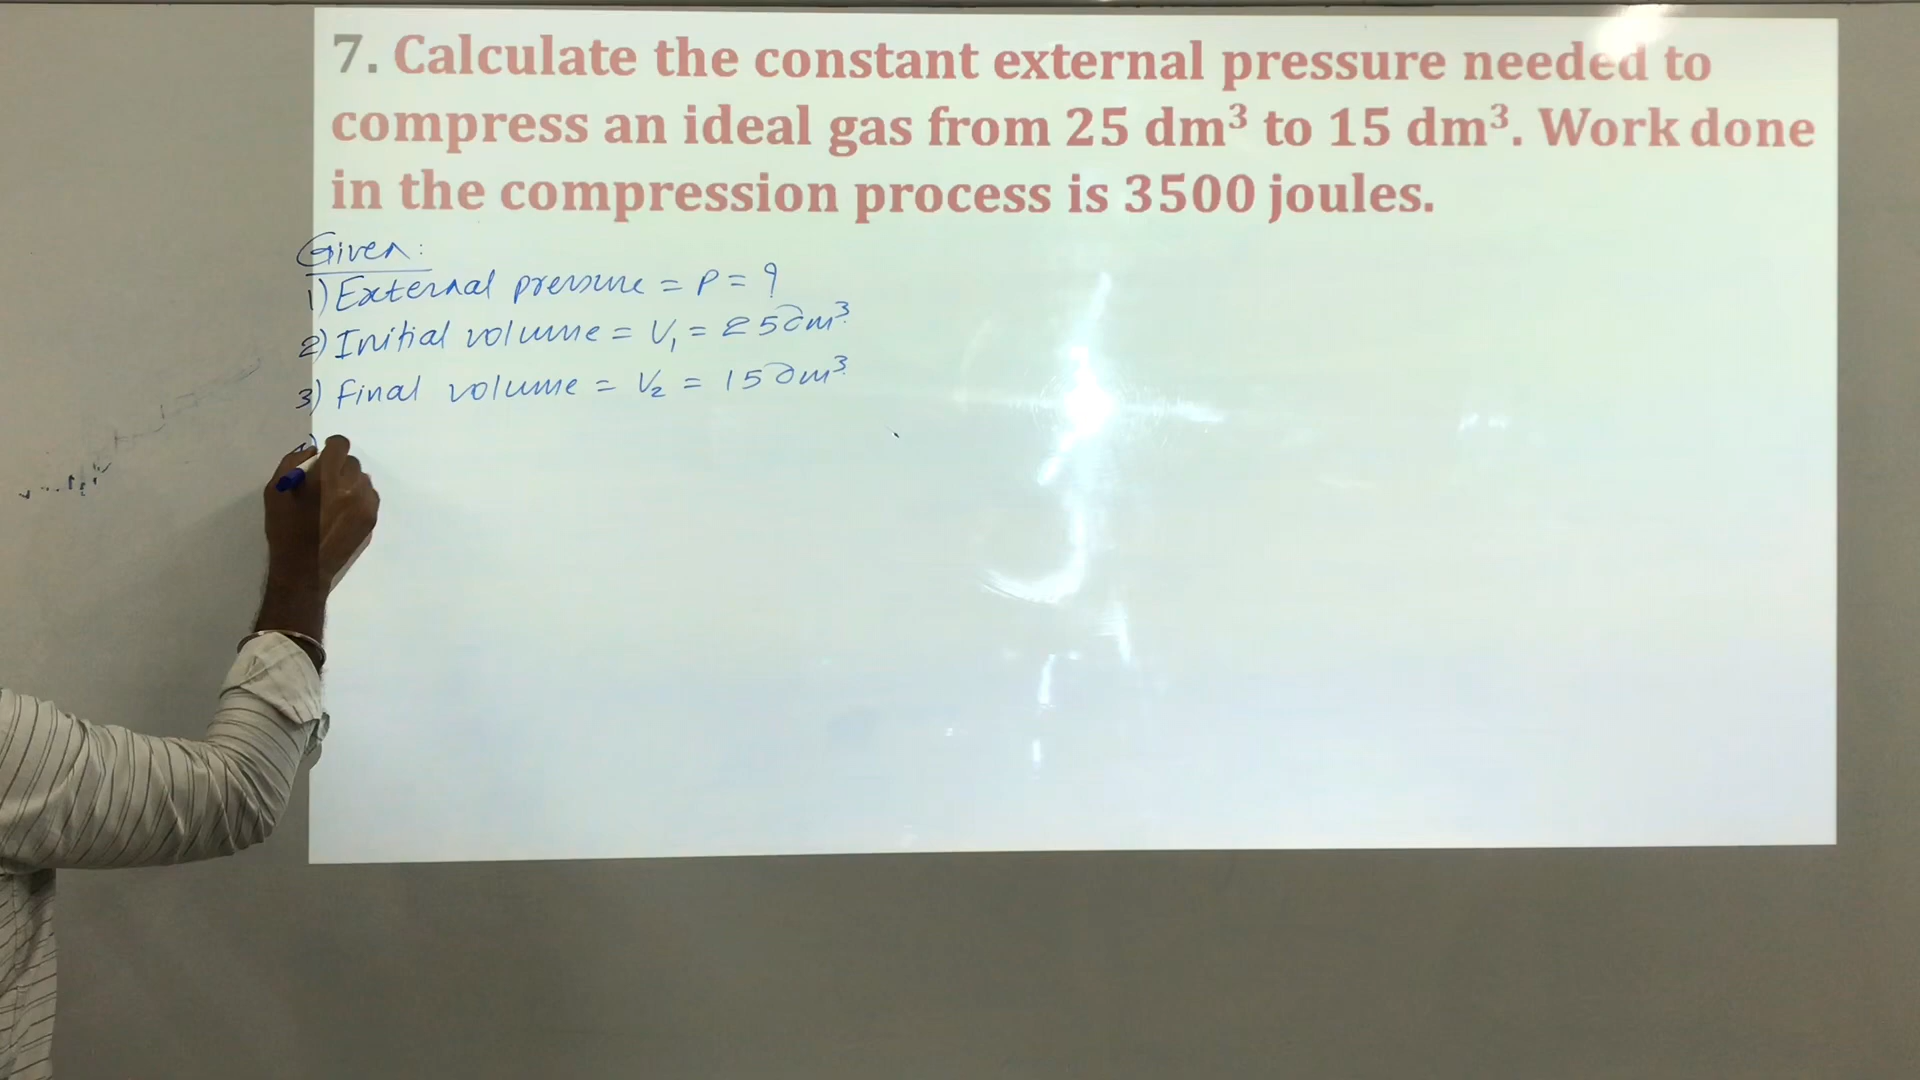 7. Calculate the constant external pressure needed to
compress an ideal gas from 25 dm³ to 15 dm³. Work done
in the compression process is 3500 joules.
Given:
1) External pressure = P = ?
2) Initial volume = V₁ = 25 dm³.
3) Final volume = V₂ = 15 dm³.
4)